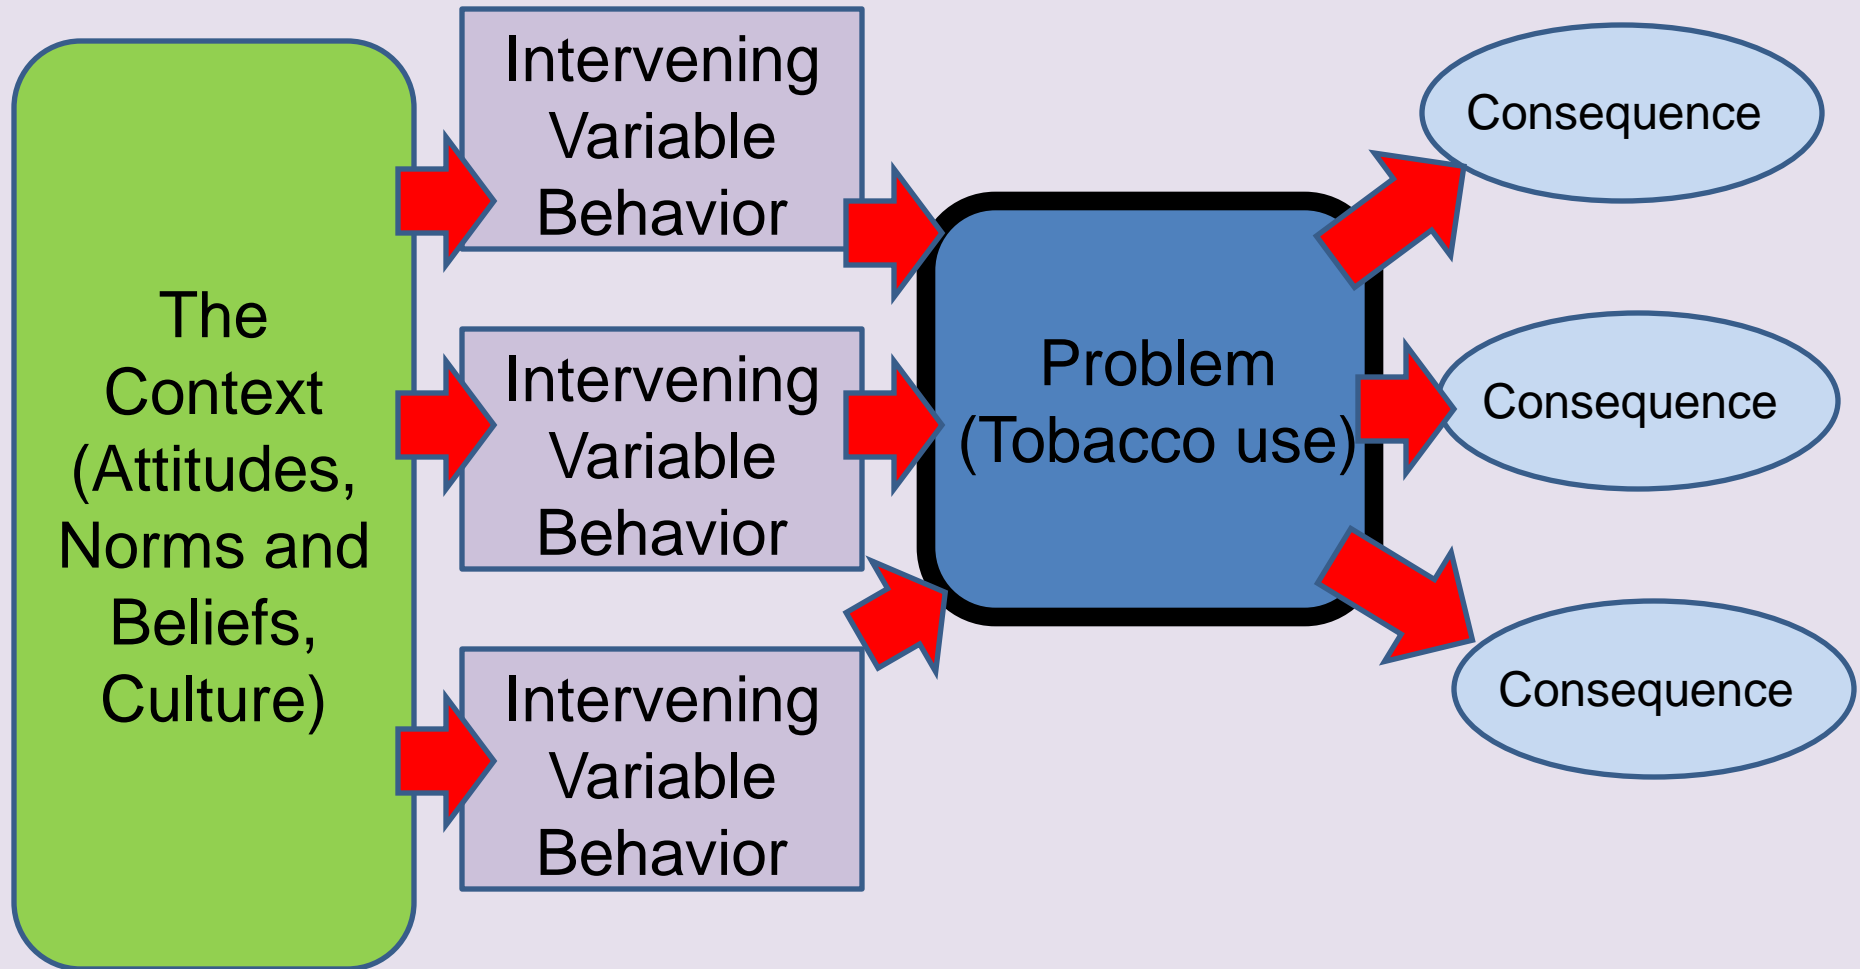 The
Context
(Attitudes,
Norms and
Beliefs,
Culture)
Intervening
Variable
Behavior
Intervening
Variable
Behavior
Intervening
Variable
Behavior
Problem
(Tobacco use)
Consequence
Consequence
Consequence